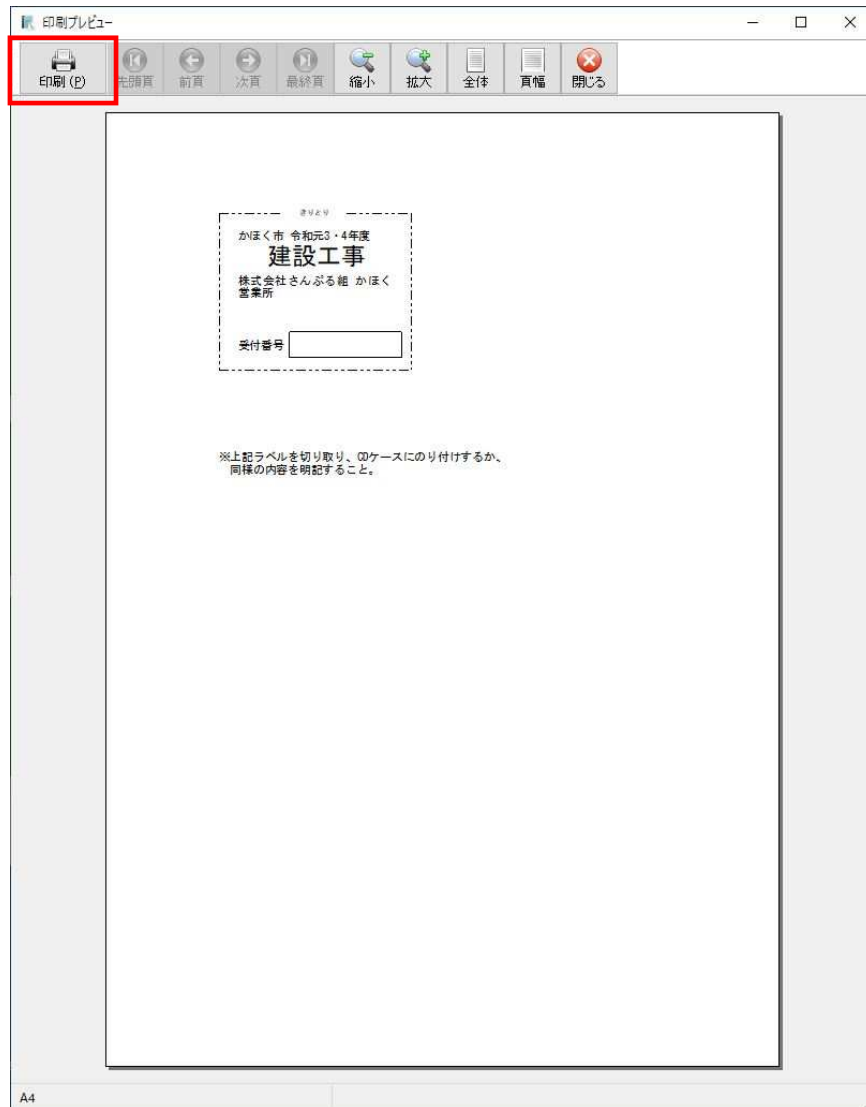 印刷プレビュー
印刷(P) 先頭頁 前頁 次頁 最終頁 縮小 拡大 全体 頁幅 閉じる
きりとり
かほく市 令和元3・4年度
建設工事
株式会社さんぷる組 かほく
営業所
受付番号
※上記ラベルを切り取り、CDケースにのり付けするか、
同様の内容を明記すること。
A4